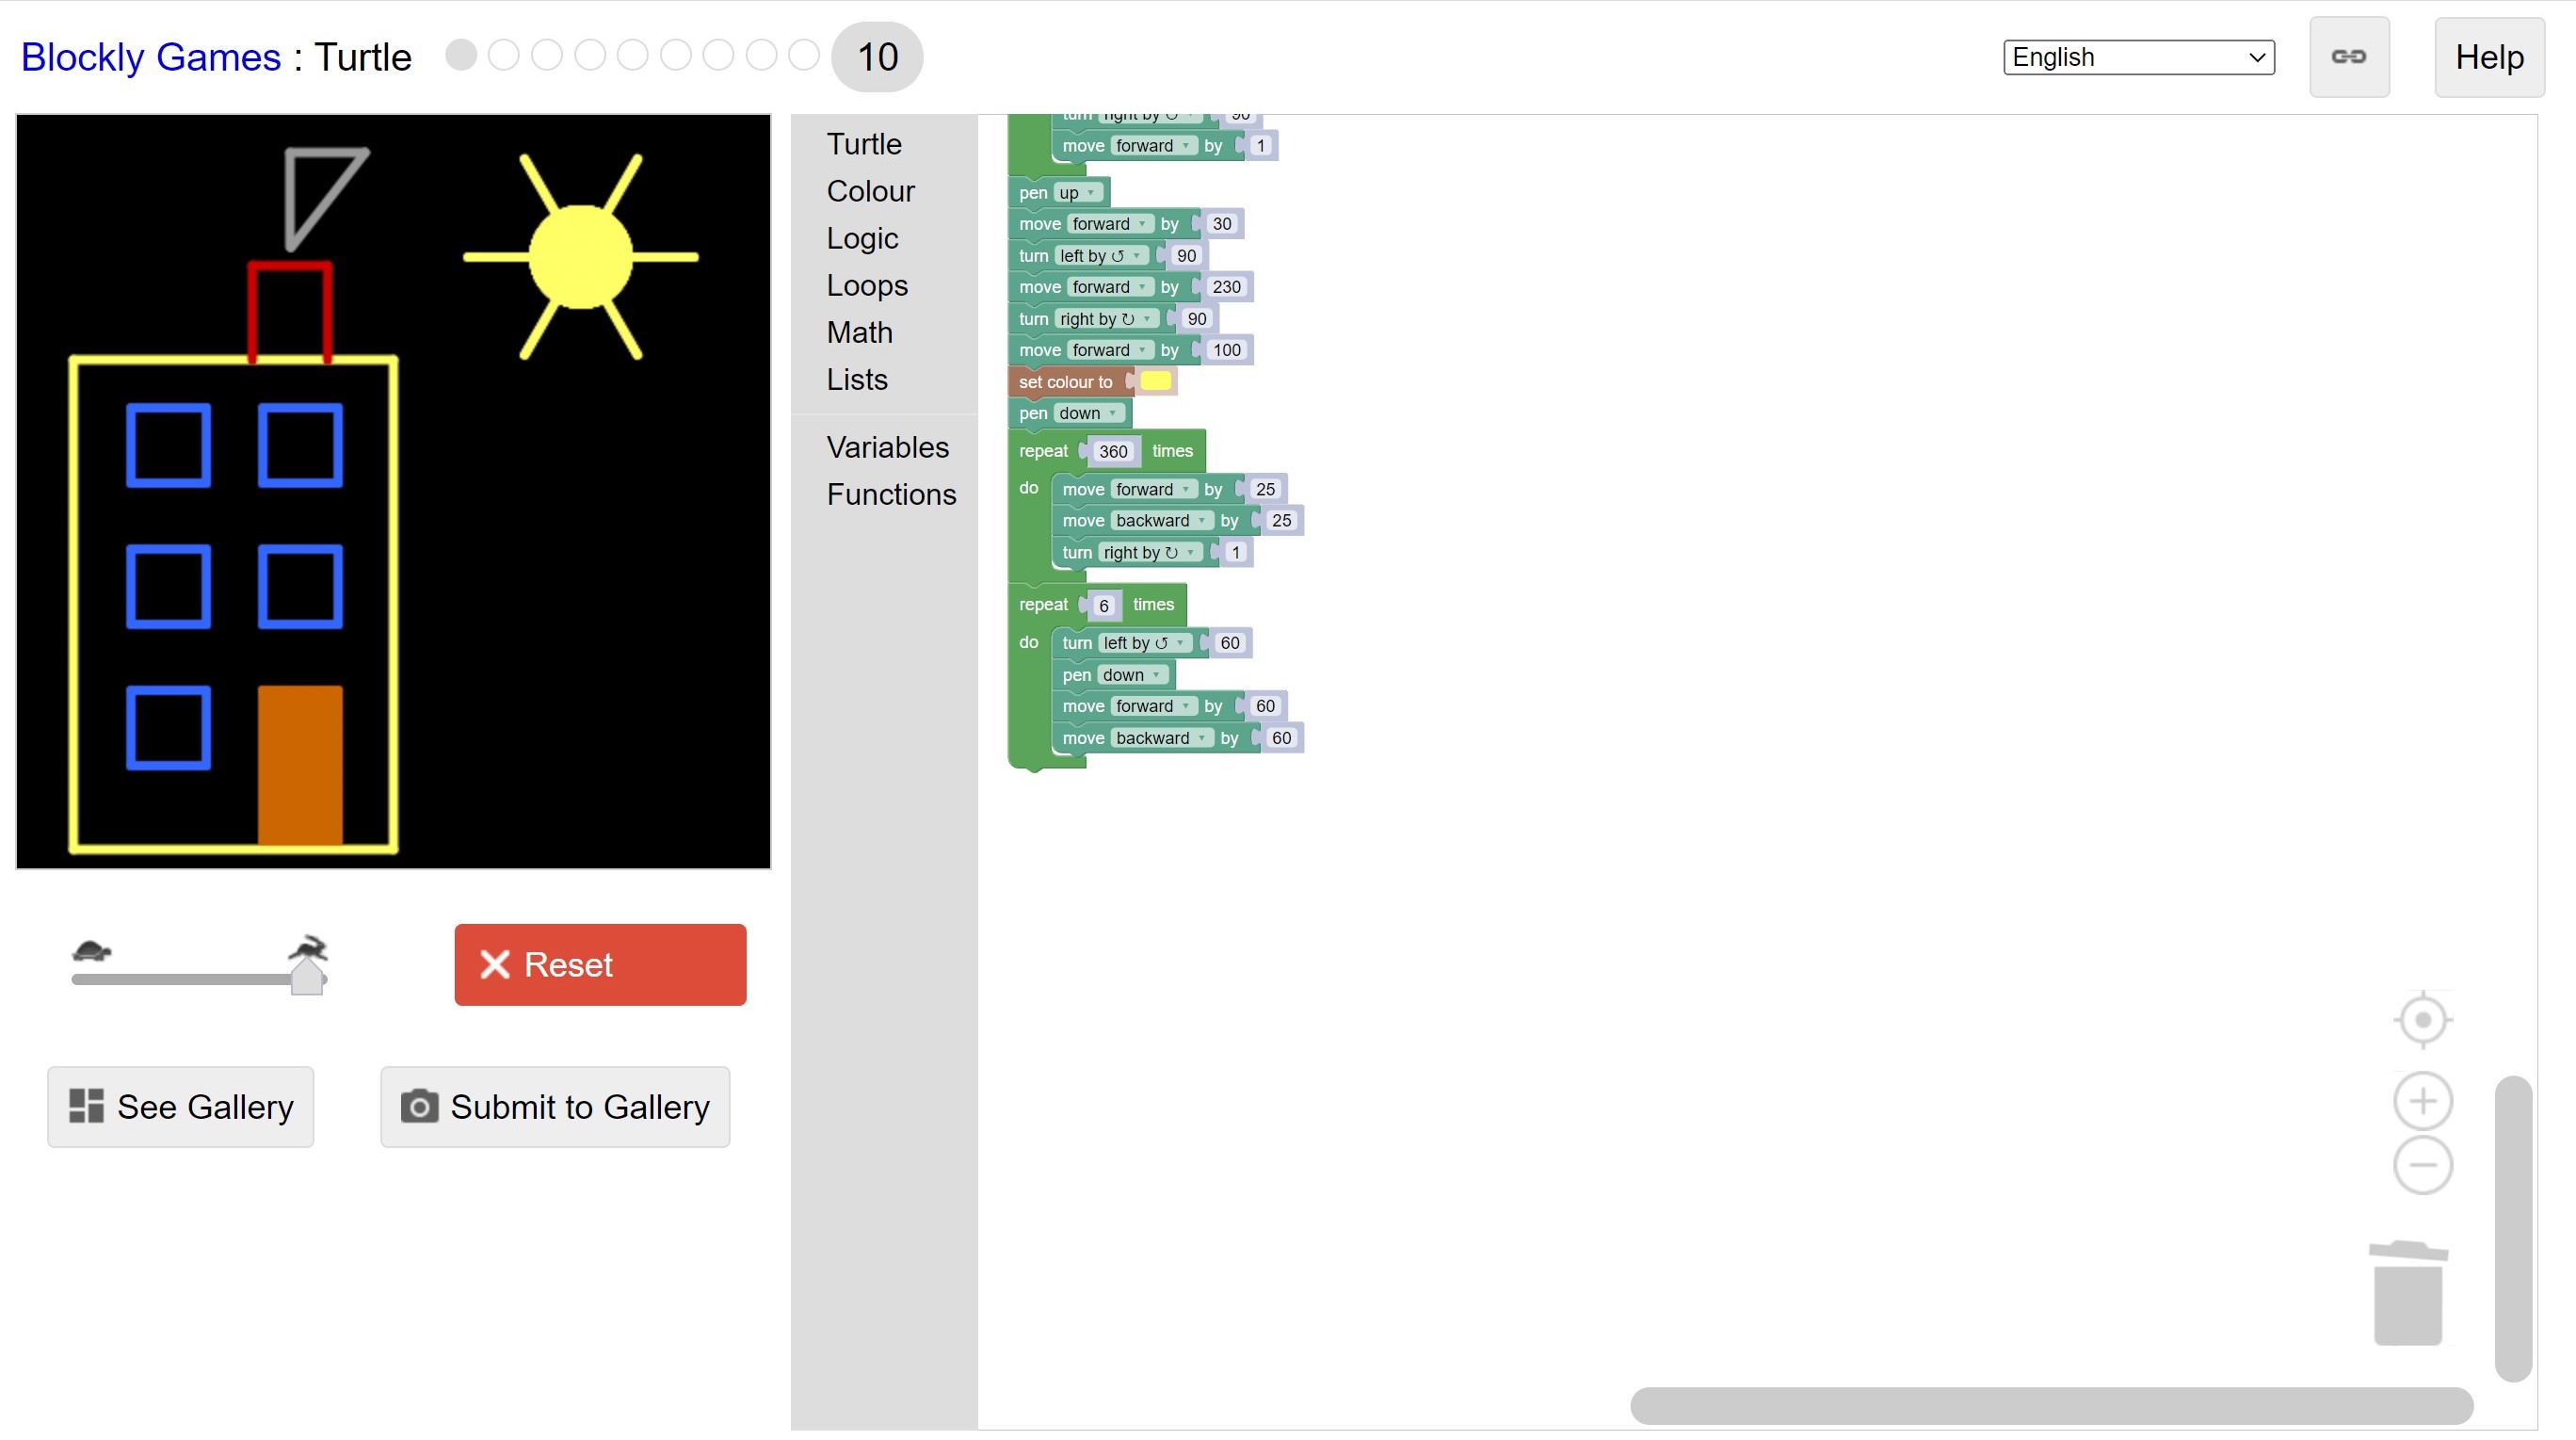 Blockly Games : Turtle 10 English Help
Turtle
Colour
Logic
Loops
Math
Lists
Variables
Functions
turn right by ↻ 90
move forward by 1
pen up
move forward by 30
turn left by ↺ 90
move forward by 230
turn right by ↻ 90
move forward by 100
set colour to
pen down
repeat 360 times
do move forward by 25
move backward by 25
turn right by ↻ 1
repeat 6 times
do turn left by ↺ 60
pen down
move forward by 60
move backward by 60
Reset
See Gallery
Submit to Gallery